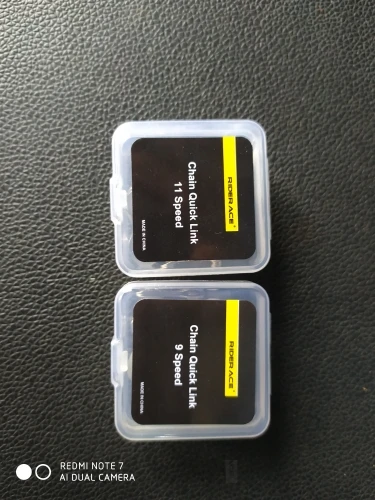 RIDERACE®
Chain Quick Link
11 Speed
MADE IN CHINA
RIDERACE®
Chain Quick Link
9 Speed
MADE IN CHINA
REDMI NOTE 7
AI DUAL CAMERA